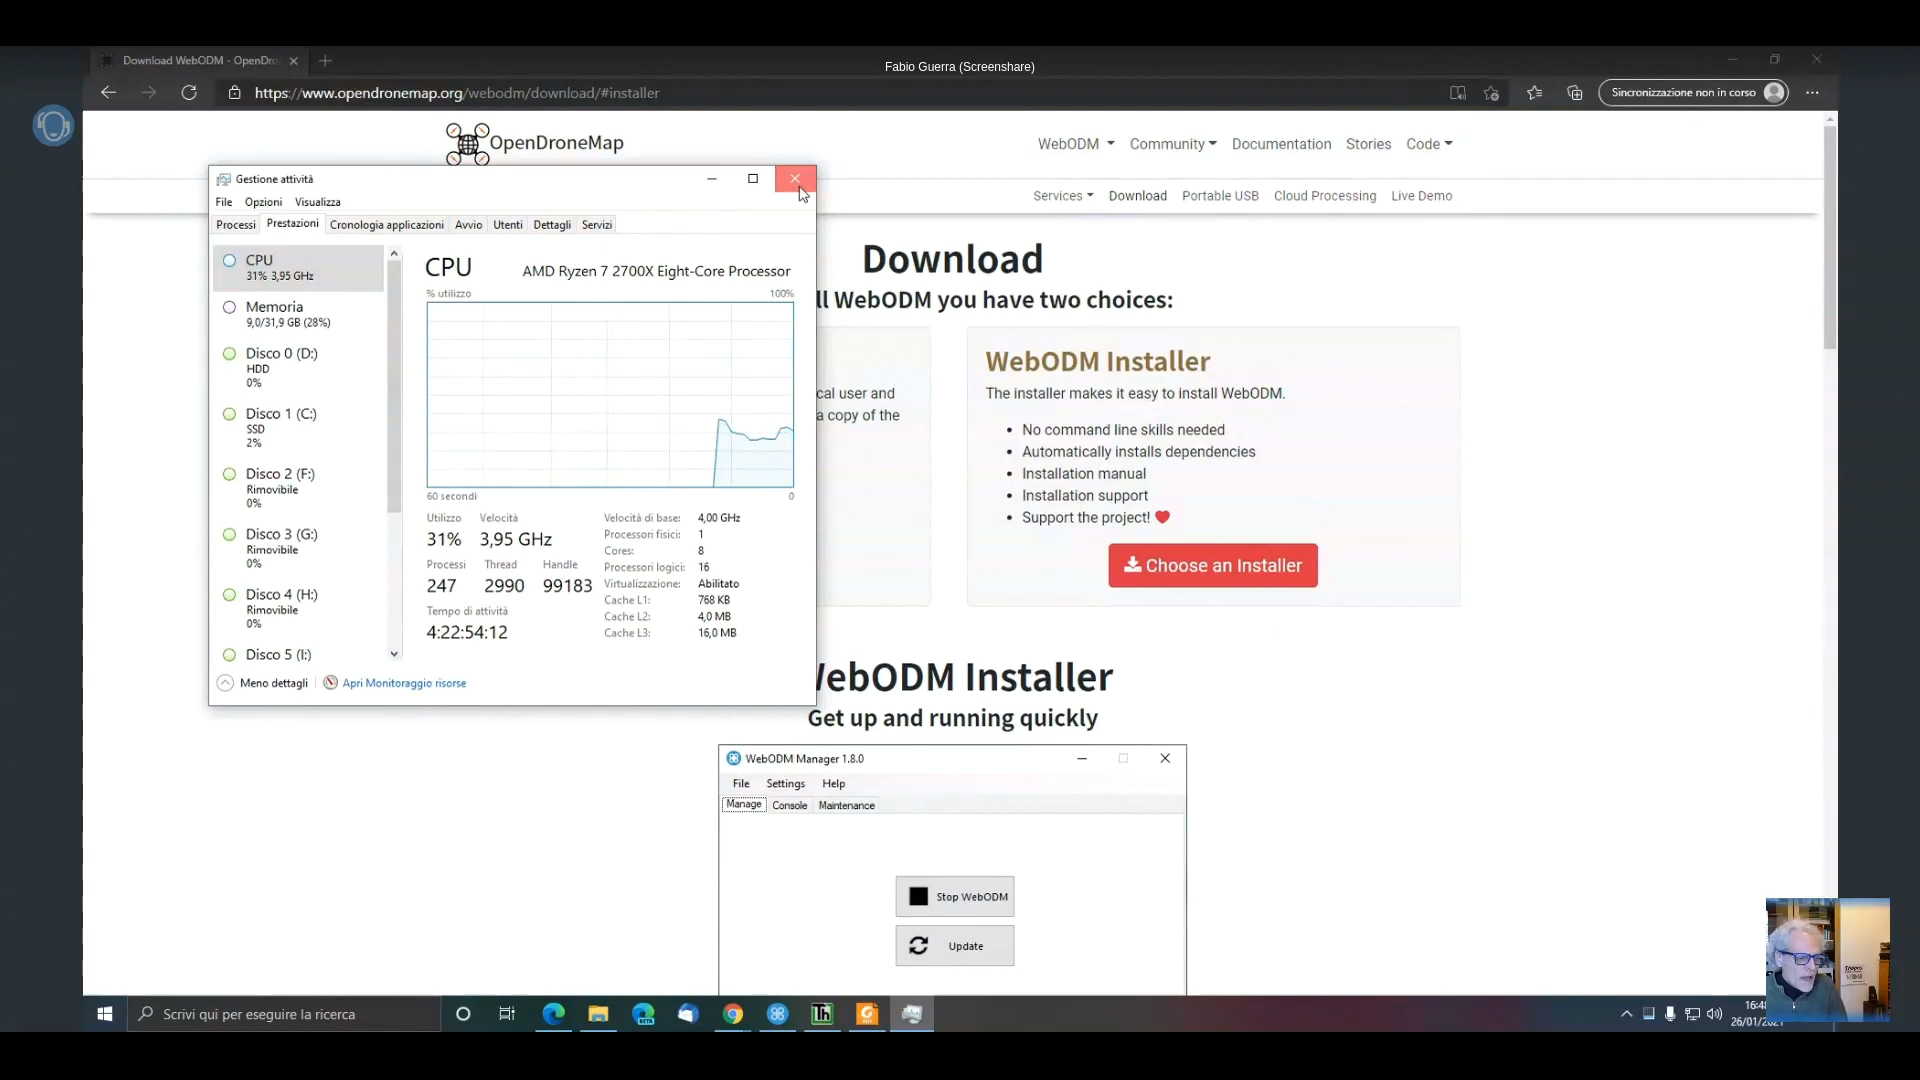 Download WebODM - OpenDro
Fabio Guerra (Screenshare)
https://www.opendronemap.org/webodm/download/#installer
Sincronizzazione non in corso
OpenDroneMap
WebODM Community Documentation Stories Code
Services Download Portable USB Cloud Processing Live Demo
Gestione attività
File Opzioni Visualizza
Processi Prestazioni Cronologia applicazioni Avvio Utenti Dettagli Servizi
CPU
31% 3,95 GHz
Memoria
9,0/31,9 GB (28%)
Disco 0 (D:)
HDD
0%
Disco 1 (C:)
SSD
2%
Disco 2 (F:)
Rimovibile
0%
Disco 3 (G:)
Rimovibile
0%
Disco 4 (H:)
Rimovibile
0%
Disco 5 (I:)
CPU AMD Ryzen 7 2700X Eight-Core Processor
% utilizzo 100%
60 secondi 0
Utilizzo Velocità
31% 3,95 GHz
Processi Thread Handle
247 2990 99183
Tempo di attività
4:22:54:12
Velocità di base: 4,00 GHz
Processori fisici: 1
Cores: 8
Processori logici: 16
Virtualizzazione: Abilitato
Cache L1: 768 KB
Cache L2: 4,0 MB
Cache L3: 16,0 MB
Meno dettagli Apri Monitoraggio risorse
Download
ll WebODM you have two choices:
cal user and
a copy of the
WebODM Installer
The installer makes it easy to install WebODM.
No command line skills needed
Automatically installs dependencies
Installation manual
Installation support
Support the project!
Choose an Installer
WebODM Installer
Get up and running quickly
WebODM Manager 1.8.0
File Settings Help
Manage Console Maintenance
Stop WebODM
Update
Scrivi qui per eseguire la ricerca
16:4
26/01/202